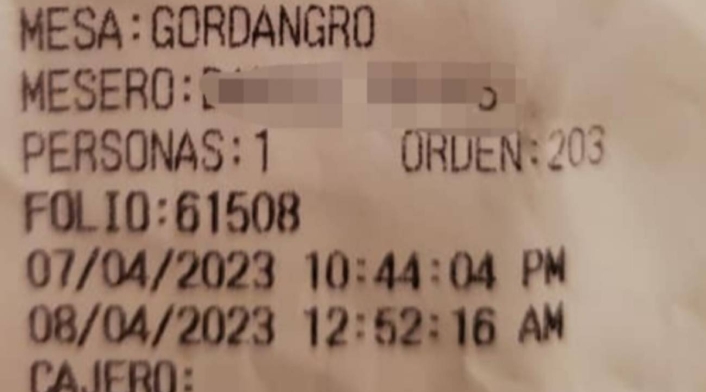 MESA:GORDANGRO
MESERO:
PERSONAS:1 ORDEN:203
FOLIO:61508
07/04/2023 10:44:04 PM
08/04/2023 12:52:16 AM
CAJERO: